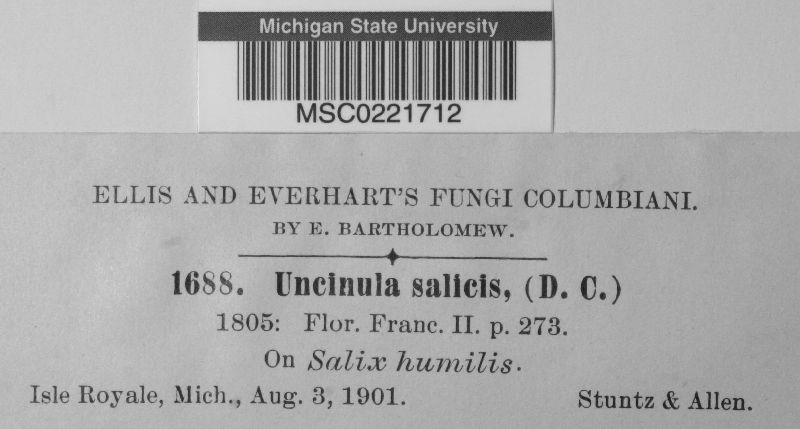 Michigan State University
MSC0221712
ELLIS AND EVERHART'S FUNGI COLUMBIANI.
BY E. BARTHOLOMEW.
1688. Uncinula salicis, (D. C.)
1805: Flor. Franc. II. p. 273.
On Salix humilis.
Isle Royale, Mich., Aug. 3, 1901. Stuntz & Allen.